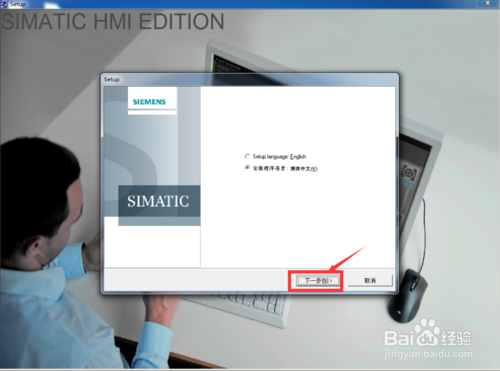 Setup
SIMATIC HMI EDITION
Setup
SIEMENS
SIMATIC
Setup language: English
安装程序语言: 简体中文(H)
下一步(N) >
取消
Baidu 经验
jingyan.baidu.com